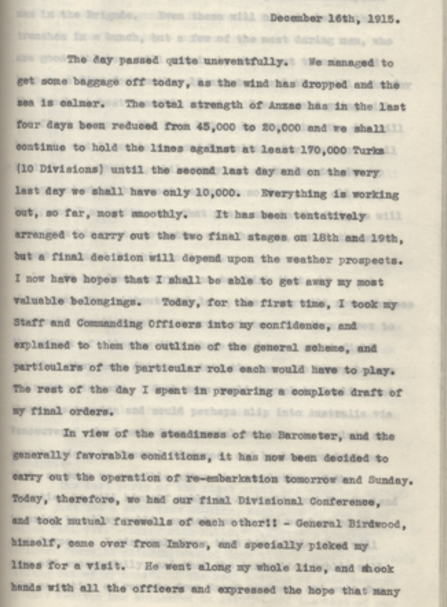 December 16th, 1915.
The day passed quite uneventfully. We managed to
get some baggage off today, as the wind has dropped and the
sea is calmer. The total strength of Anzac has in the last
four days been reduced from 45,000 to 20,000 and we shall
continue to hold the lines against at least 170,000 Turks
(10 Divisions) until the second last day and on the very
last day we shall have only 10,000. Everything is working
out, so far, most smoothly. It has been tentatively
arranged to carry out the two final stages on 18th and 19th,
but a final decision will depend upon the weather prospects.
I now have hopes that I shall be able to get away my most
valuable belongings. Today, for the first time, I took my
Staff and Commanding Officers into my confidence, and
explained to them the outline of the general scheme, and
particulars of the particular role each would have to play.
The rest of the day I spent in preparing a complete draft of
my final orders.
In view of the steadiness of the Barometer, and the
generally favorable conditions, it has now been decided to
carry out the operation of re-embarkation tomorrow and Sunday.
Today, therefore, we had our final Divisional Conference,
and took mutual farewells of each other!! - General Birdwood,
himself, came over from Imbros, and specially picked my
lines for a visit. He went along my whole line, and shook
hands with all the officers and expressed the hope that many